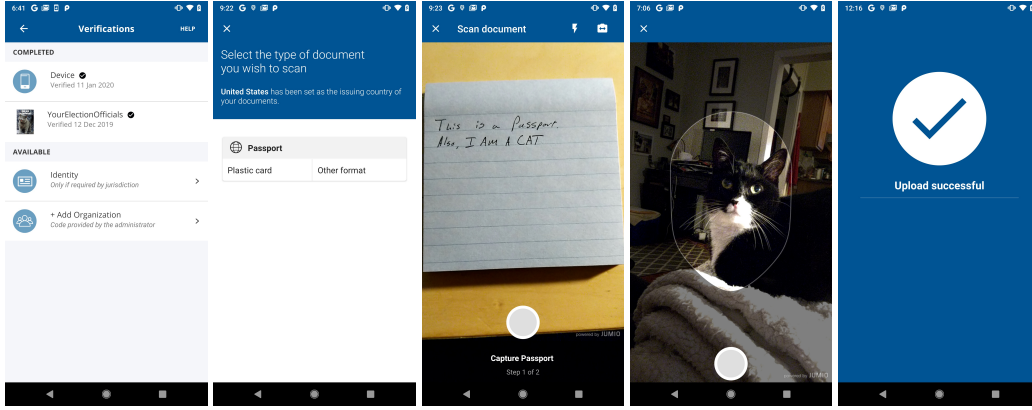 6:41 G P
Verifications
HELP
COMPLETED
Device
Verified 11 Jan 2020
YourElectionOfficials
Verified 12 Dec 2019
AVAILABLE
Identity
Only if required by jurisdiction
+ Add Organization
Code provided by the administrator
9:22 G P
Select the type of document
you wish to scan
United States has been set as the issuing country of
your documents.
Passport
Plastic card
Other format
9:23 G P
Scan document
This is a Passport.
Also, I AM A CAT
powered by JUMIO
Capture Passport
Step 1 of 2
7:06 G P
powered by JUMIO
12:16 G P
Upload successful